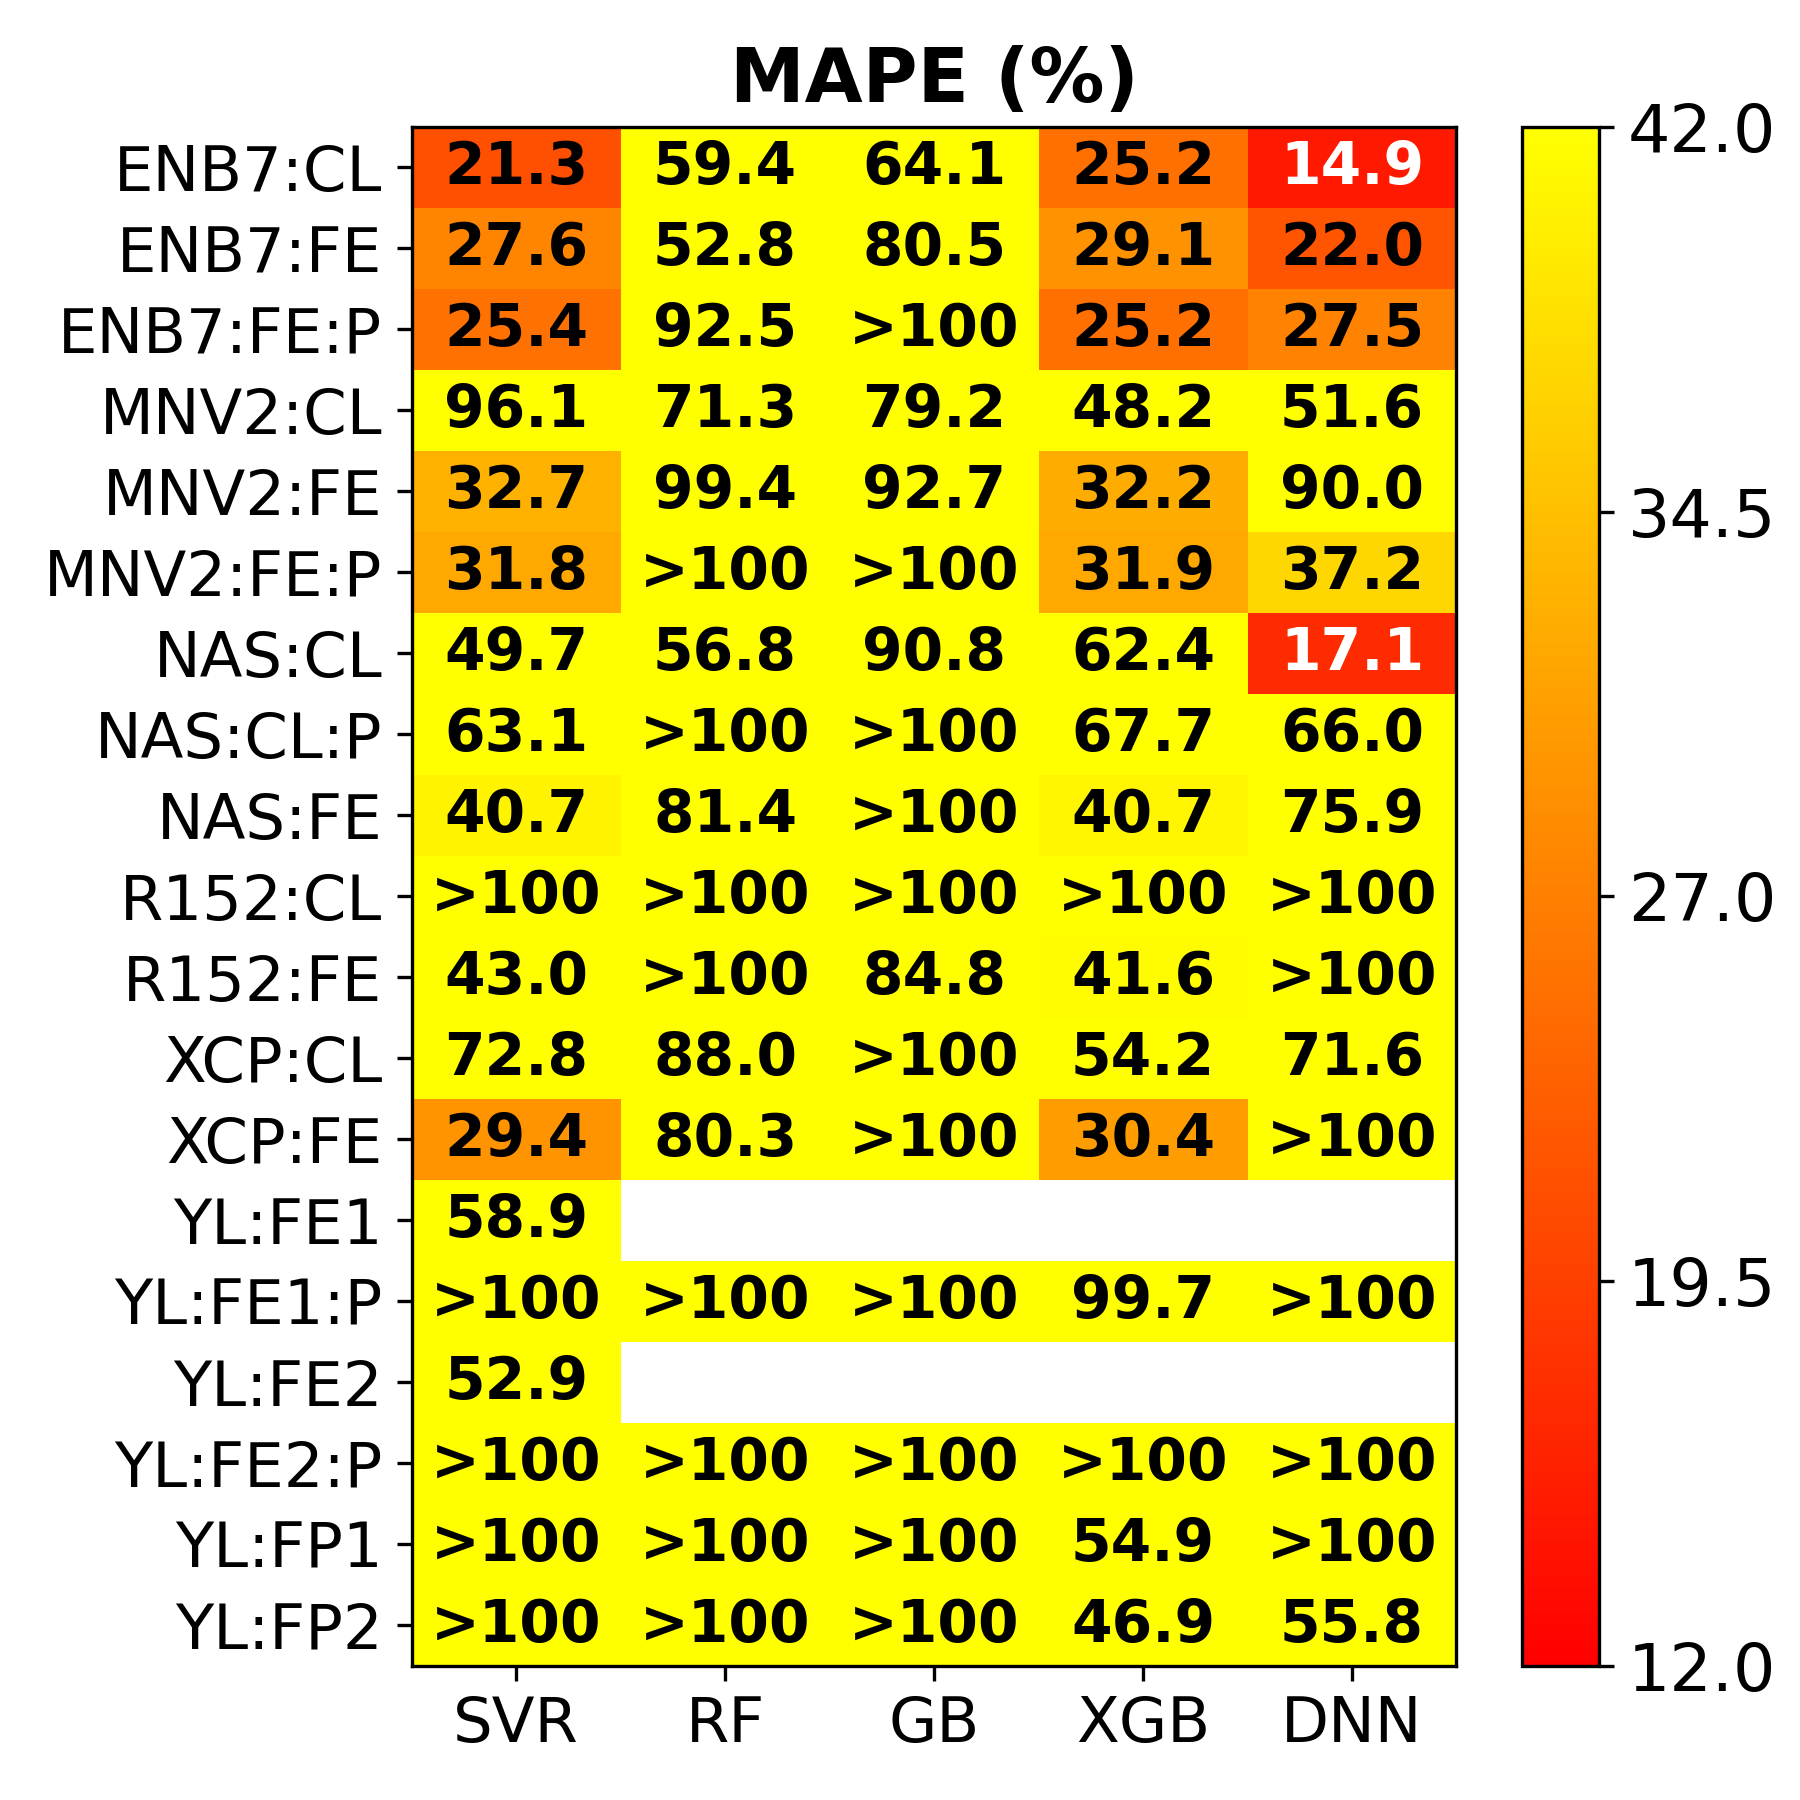 MAPE (%)
ENB7:CL 21.3 59.4 64.1 25.2 14.9
ENB7:FE 27.6 52.8 80.5 29.1 22.0
ENB7:FE:P 25.4 92.5 >100 25.2 27.5
MNV2:CL 96.1 71.3 79.2 48.2 51.6
MNV2:FE 32.7 99.4 92.7 32.2 90.0
MNV2:FE:P 31.8 >100 >100 31.9 37.2
NAS:CL 49.7 56.8 90.8 62.4 17.1
NAS:CL:P 63.1 >100 >100 67.7 66.0
NAS:FE 40.7 81.4 >100 40.7 75.9
R152:CL >100 >100 >100 >100 >100
R152:FE 43.0 >100 84.8 41.6 >100
XCP:CL 72.8 88.0 >100 54.2 71.6
XCP:FE 29.4 80.3 >100 30.4 >100
YL:FE1 58.9
YL:FE1:P >100 >100 >100 99.7 >100
YL:FE2 52.9
YL:FE2:P >100 >100 >100 >100 >100
YL:FP1 >100 >100 >100 54.9 >100
YL:FP2 >100 >100 >100 46.9 55.8
SVR RF GB XGB DNN
42.0
34.5
27.0
19.5
12.0